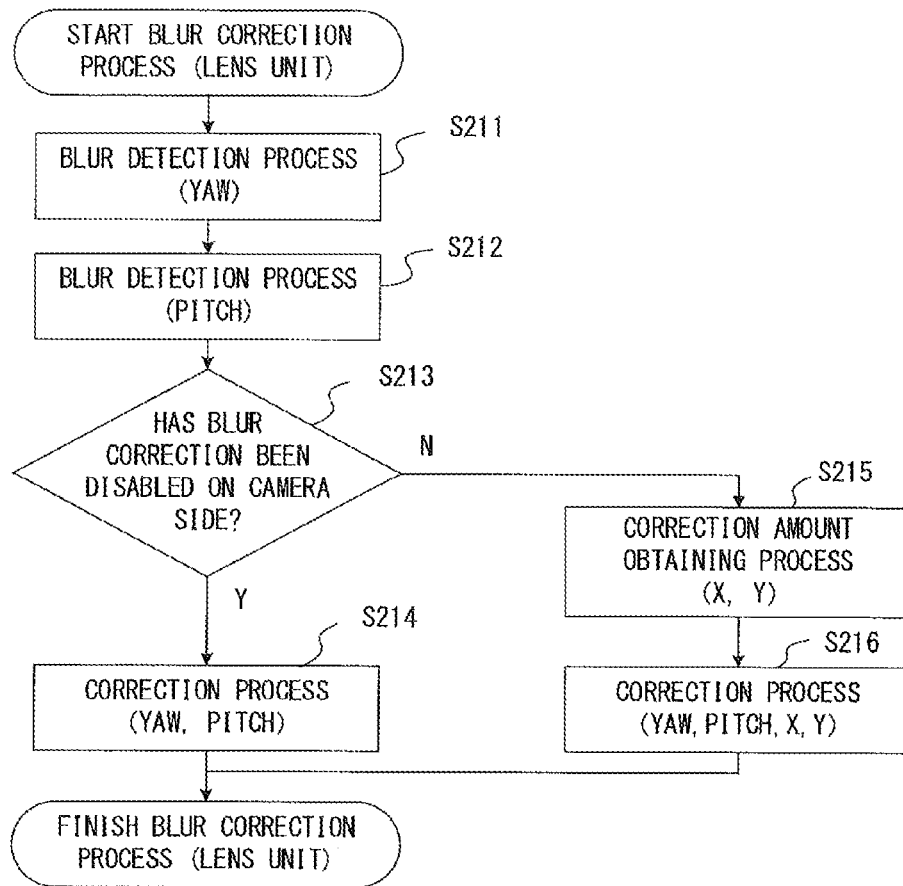 START BLUR CORRECTION
PROCESS (LENS UNIT)
S211
BLUR DETECTION PROCESS
(YAW)
S212
BLUR DETECTION PROCESS
(PITCH)
S213
HAS BLUR
CORRECTION BEEN
DISABLED ON CAMERA
SIDE?
N
Y
S215
CORRECTION AMOUNT
OBTAINING PROCESS
(X, Y)
S214
CORRECTION PROCESS
(YAW, PITCH)
S216
CORRECTION PROCESS
(YAW, PITCH, X, Y)
FINISH BLUR CORRECTION
PROCESS (LENS UNIT)